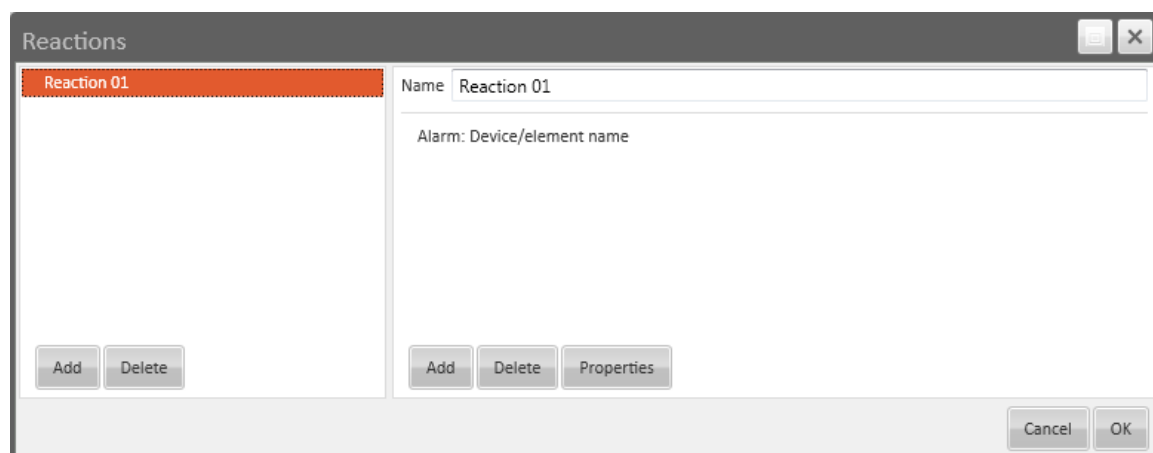 Reactions
Reaction 01
Name Reaction 01
Alarm: Device/element name
Add Delete
Add Delete Properties
Cancel OK